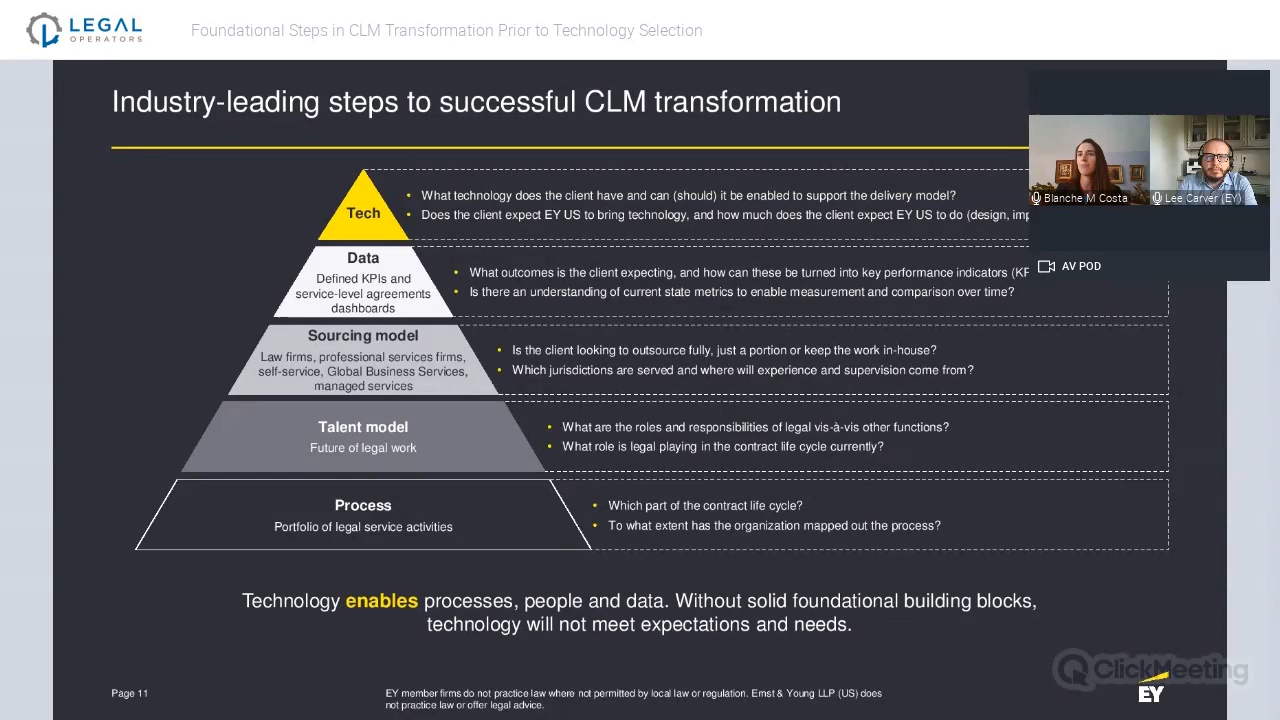 LEGAL
OPERATORS
Foundational Steps in CLM Transformation Prior to Technology Selection
Industry-leading steps to successful CLM transformation
Tech
• What technology does the client have and can (should) it be enabled to support the delivery model?
• Does the client expect EY US to bring technology, and how much does the client expect EY US to do (design,
Blanche M Costa
Lee Carver (EY)
AV POD
Data
Defined KPIs and
service-level agreements
dashboards
• What outcomes is the client expecting, and how can these be turned into key performance indicators
• Is there an understanding of current state metrics to enable measurement and comparison over time?
Sourcing model
Law firms, professional services firms,
self-service, Global Business Services,
managed services
• Is the client looking to outsource fully, just a portion or keep the work in-house?
• Which jurisdictions are served and where will experience and supervision come from?
Talent model
Future of legal work
• What are the roles and responsibilities of legal vis-à-vis other functions?
• What role is legal playing in the contract life cycle currently?
Process
Portfolio of legal service activities
• Which part of the contract life cycle?
• To what extent has the organization mapped out the process?
Technology enables processes, people and data. Without solid foundational building blocks,
technology will not meet expectations and needs.
ClickMeeting
Page 11
EY member firms do not practice law where not permitted by local law or regulation. Ernst & Young LLP (US) does
not practice law or offer legal advice.
EY